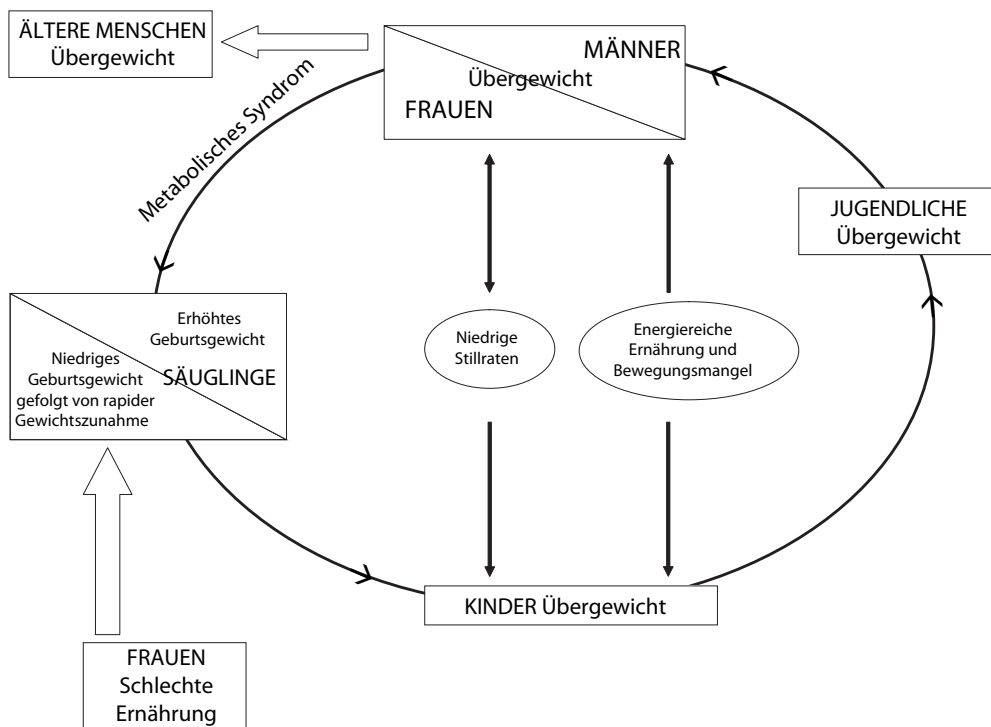 ÄLTERE MENSCHEN
Übergewicht
MÄNNER
Übergewicht
FRAUEN
Metabolisches Syndrom
JUGENDLICHE
Übergewicht
Erhöhtes
Geburtsgewicht
SÄUGLINGE
Niedriges
Geburtsgewicht
gefolgt von rapider
Gewichtszunahme
Niedrige
Stillraten
Energiereiche
Ernährung und
Bewegungsmangel
KINDER Übergewicht
FRAUEN
Schlechte
Ernährung